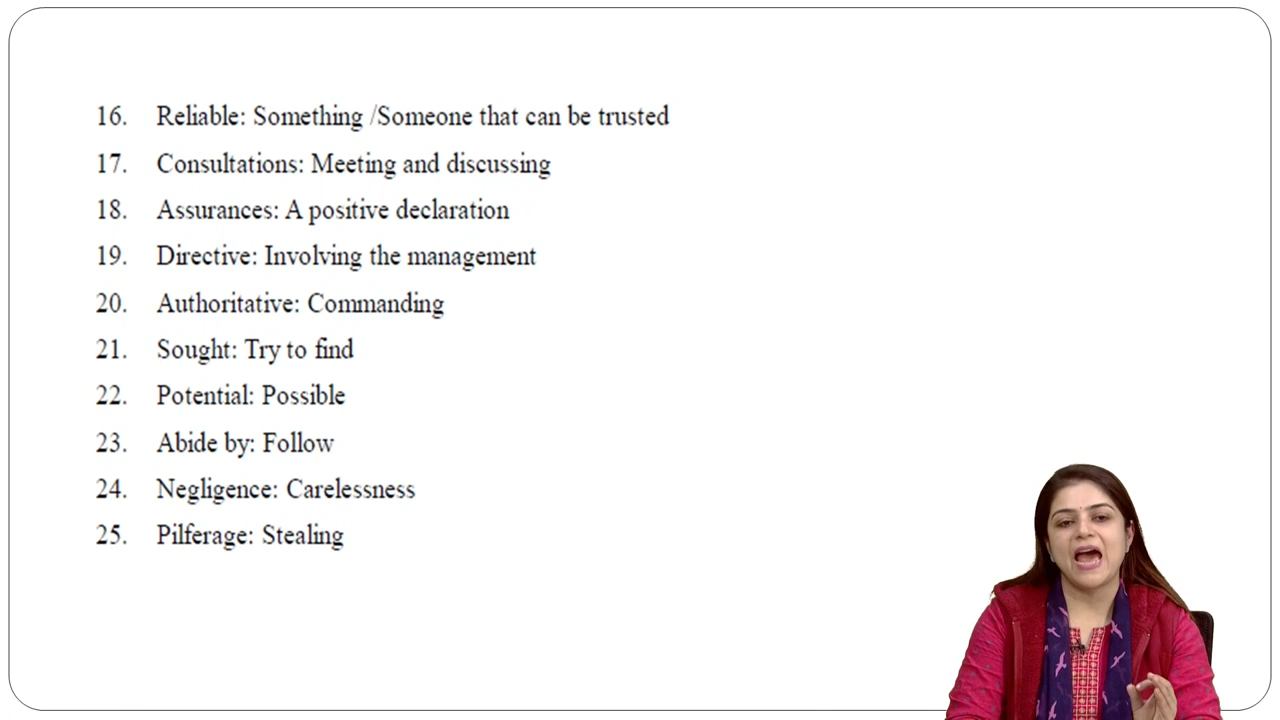 16. Reliable: Something /Someone that can be trusted
17. Consultations: Meeting and discussing
18. Assurances: A positive declaration
19. Directive: Involving the management
20. Authoritative: Commanding
21. Sought: Try to find
22. Potential: Possible
23. Abide by: Follow
24. Negligence: Carelessness
25. Pilferage: Stealing